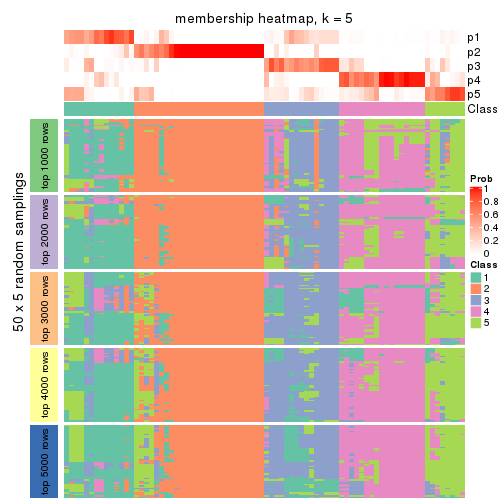 membership heatmap, k = 5
p1
p2
p3
p4
p5
Class
50 x 5 random samplings
top 1000 rows
top 2000 rows
top 3000 rows
top 4000 rows
top 5000 rows
Prob
1
0.8
0.6
0.4
0.2
0
Class
1
2
3
4
5